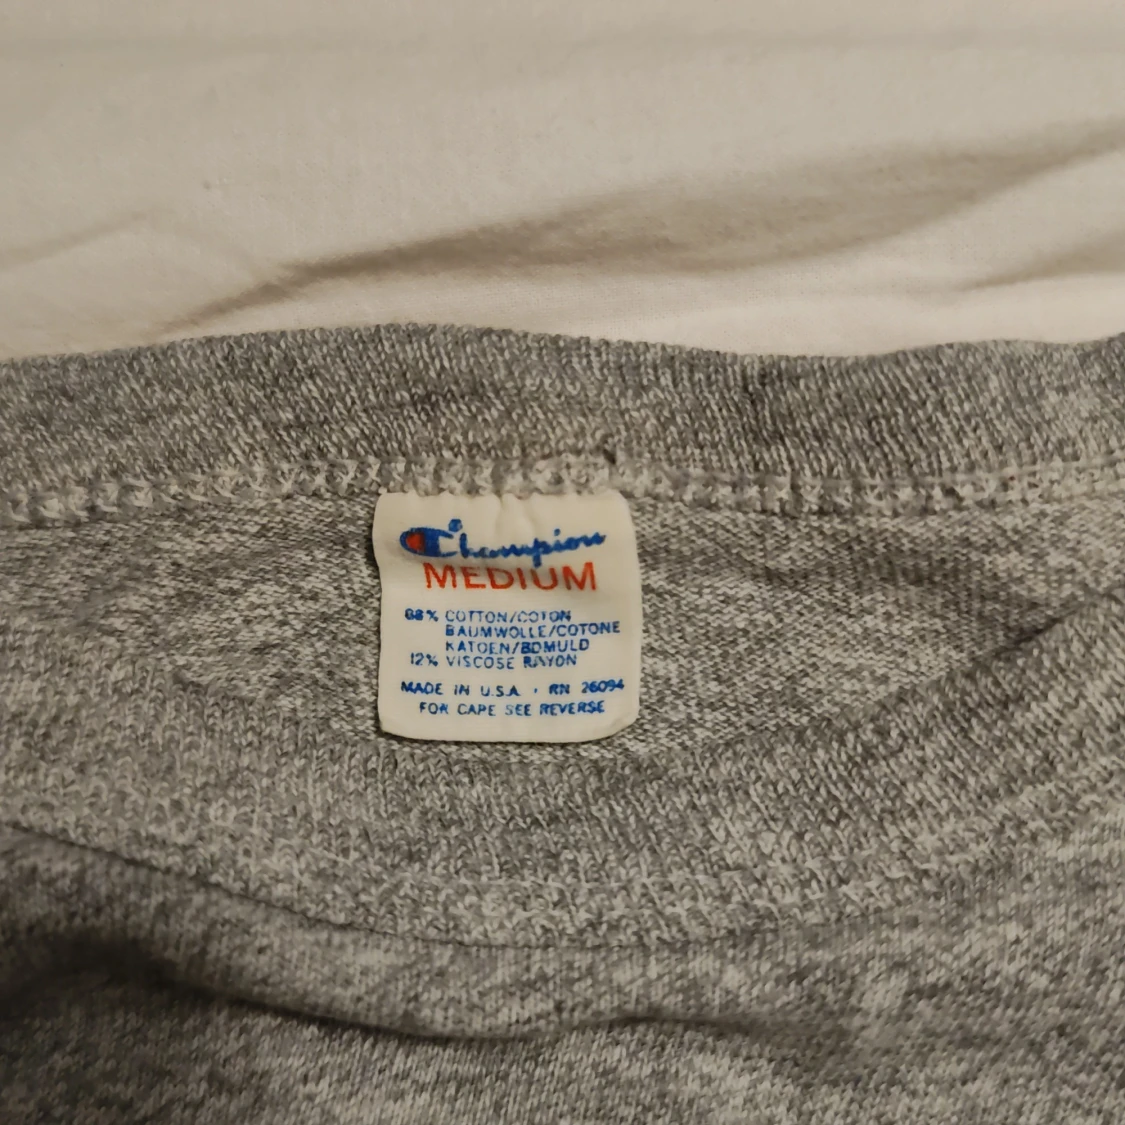 Champion
MEDIUM
88% COTTON/COTON
BAUMWOLLE/COTONE
KATOEN/BOMULD
12% VISCOSE RAYON
MADE IN U.S.A. • RN 26094
FOR CARE SEE REVERSE